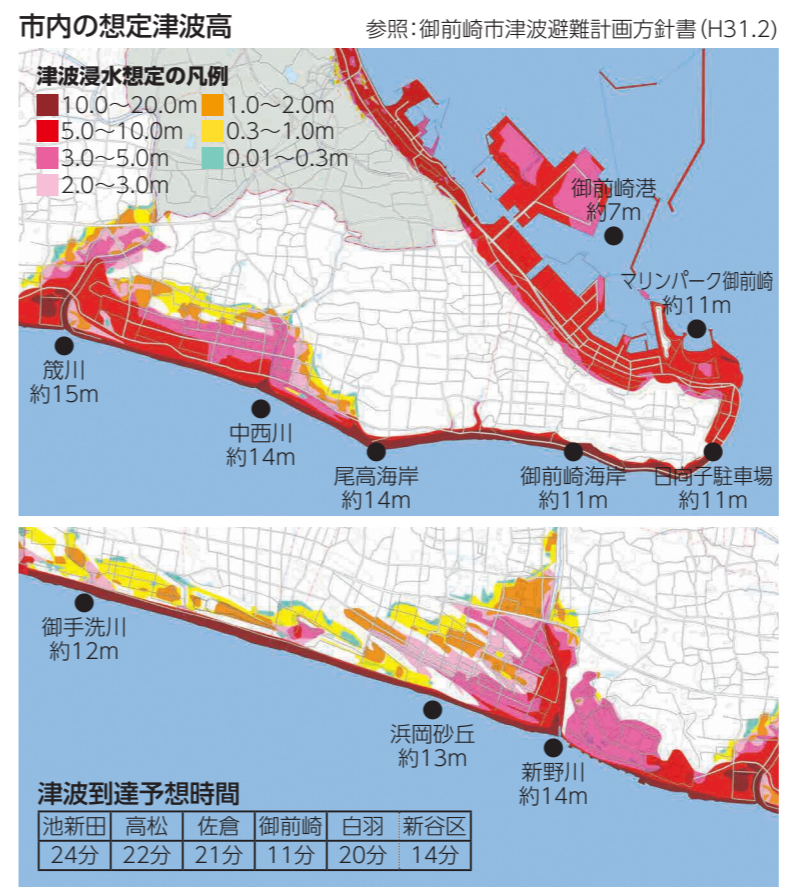 市内の想定津波高
参照：御前崎市津波避難計画方針書（H31.2）
津波浸水想定の凡例
10.0～20.0m
5.0～10.0m
3.0～5.0m
2.0～3.0m
1.0～2.0m
0.3～1.0m
0.01～0.3m
御前崎港
約7m
マリンパーク御前崎
約11m
筬川
約15m
中西川
約14m
尾高海岸
約14m
御前崎海岸
約11m
日向子駐車場
約11m
御手洗川
約12m
浜岡砂丘
約13m
新野川
約14m
津波到達予想時間
池新田 高松 佐倉 御前崎 白羽 新谷区
24分 22分 21分 11分 20分 14分